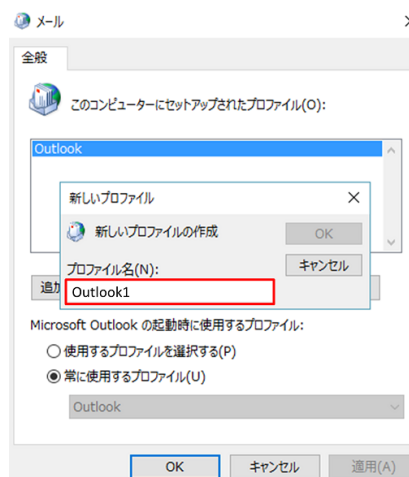 メール
全般
このコンピューターにセットアップされたプロファイル(O):
Outlook
新しいプロファイル
新しいプロファイルの作成
OK
プロファイル名(N):
キャンセル
Outlook1
追加
Microsoft Outlook の起動時に使用するプロファイル:
使用するプロファイルを選択する(P)
常に使用するプロファイル(U)
Outlook
OK
キャンセル
適用(A)